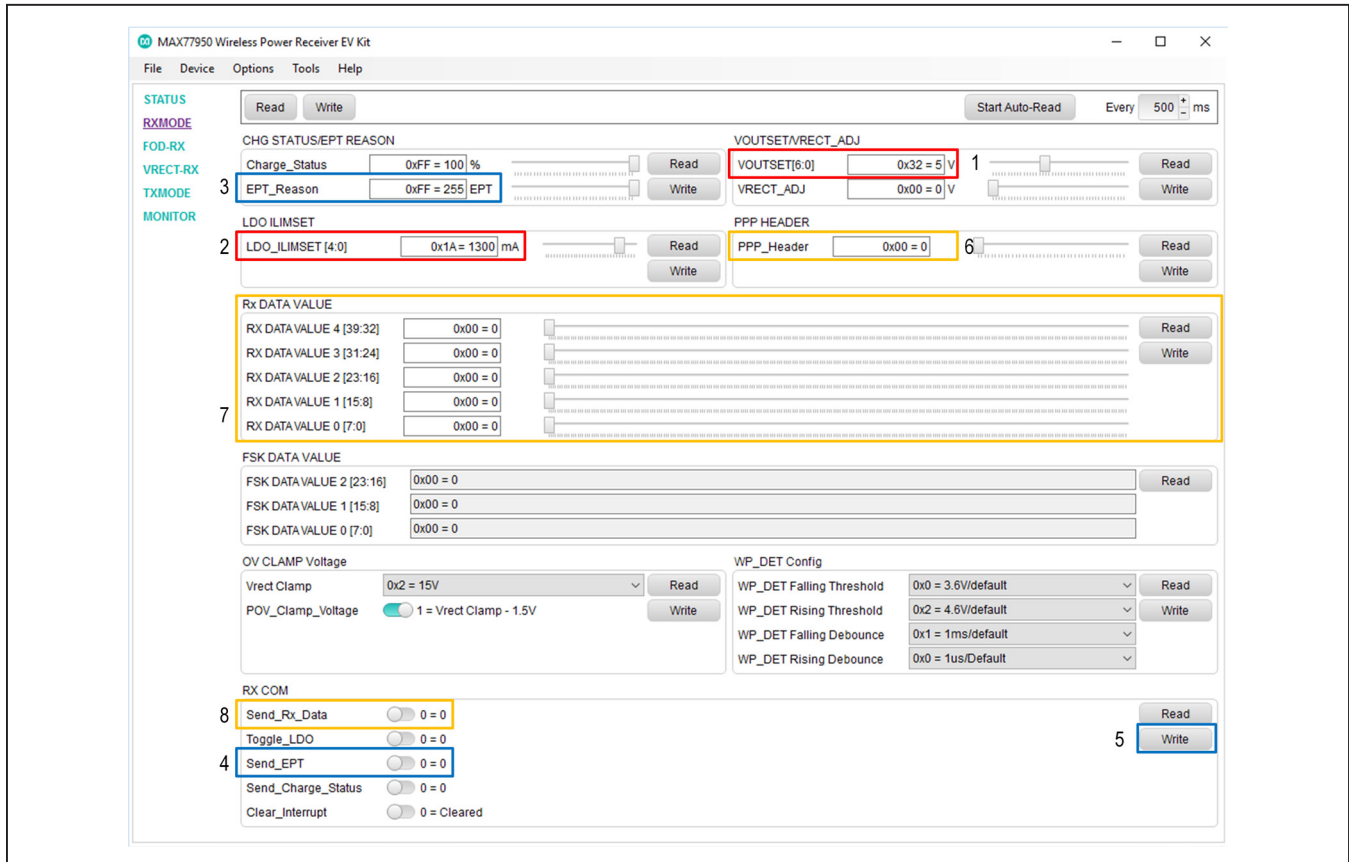 MAX77950 Wireless Power Receiver EV Kit
File Device Options Tools Help
STATUS
RXMODE
FOD-RX
VRECT-RX
TXMODE
MONITOR
Read Write Start Auto-Read Every 500 + - ms
CHG STATUS/EPT REASON
Charge_Status 0xFF = 100 % Read
3 EPT_Reason 0xFF = 255 EPT Write
VOUTSET/VRECT_ADJ
VOUTSET[6:0] 0x32 = 5 V 1 Read
VRECT_ADJ 0x00 = 0 V Write
LDO ILIMSET
2 LDO_ILIMSET [4:0] 0x1A = 1300 mA Read
Write
PPP HEADER
PPP_Header 0x00 = 0 6 Read
Write
Rx DATA VALUE
RX DATA VALUE 4 [39:32] 0x00 = 0 Read
RX DATA VALUE 3 [31:24] 0x00 = 0 Write
RX DATA VALUE 2 [23:16] 0x00 = 0
RX DATA VALUE 1 [15:8] 0x00 = 0
7
RX DATA VALUE 0 [7:0] 0x00 = 0
FSK DATA VALUE
FSK DATA VALUE 2 [23:16] 0x00 = 0 Read
FSK DATA VALUE 1 [15:8] 0x00 = 0
FSK DATA VALUE 0 [7:0] 0x00 = 0
OV CLAMP Voltage
Vrect Clamp 0x2 = 15V Read
POV_Clamp_Voltage 1 = Vrect Clamp - 1.5V Write
WP_DET Config
WP_DET Falling Threshold 0x0 = 3.6V/default Read
WP_DET Rising Threshold 0x2 = 4.6V/default Write
WP_DET Falling Debounce 0x1 = 1ms/default
WP_DET Rising Debounce 0x0 = 1us/Default
RX COM
8 Send_Rx_Data 0 = 0 Read
Toggle_LDO 0 = 0 5 Write
4 Send_EPT 0 = 0
Send_Charge_Status 0 = 0
Clear_Interrupt 0 = Cleared